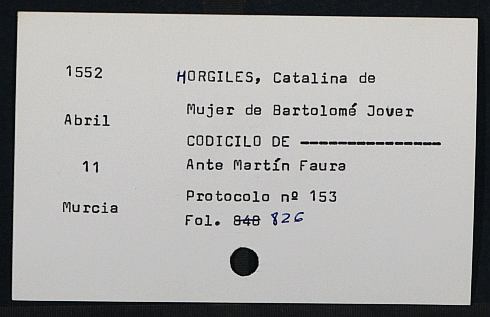 1552
HORGILES, Catalina de
Mujer de Bartolomé Jover
Abril
CODICILO DE ----------------
11
Ante Martín Faura
Protocolo nº 153
Murcia
Fol. 848 826